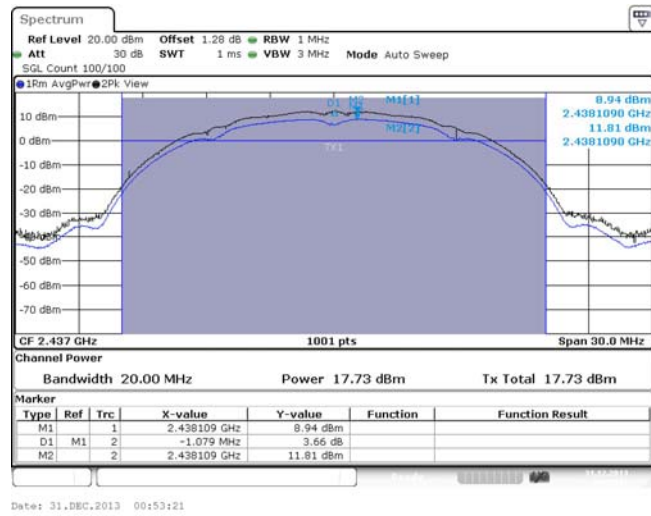 Spectrum
Ref Level 20.00 dBm Offset 1.28 dB RBW 1 MHz
Att 30 dB SWT 1 ms VBW 3 MHz Mode Auto Sweep
SGL Count 100/100
1Rm AvgPwr 2Pk View
D1 M2 M1[1] 8.94 dBm
10 dBm 2.4381090 GHz
M2[2] 11.81 dBm
0 dBm 2.4381090 GHz
TX1
-10 dBm
-20 dBm
-30 dBm
-50 dBm
-60 dBm
-70 dBm
CF 2.437 GHz 1001 pts Span 30.0 MHz
Channel Power
Bandwidth 20.00 MHz Power 17.73 dBm Tx Total 17.73 dBm
Marker
Type Ref Trc X-value Y-value Function Function Result
M1 1 2.438109 GHz 8.94 dBm
D1 M1 2 -1.079 MHz 3.66 dB
M2 2 2.438109 GHz 11.81 dBm
Date: 31.DEC.2013 00:53:21